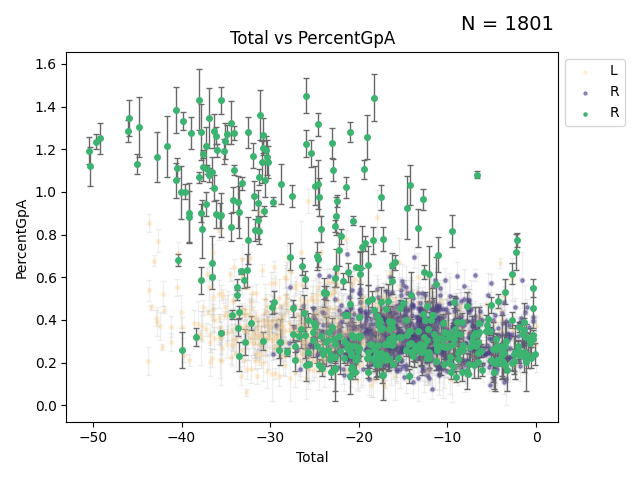 N = 1801
Total vs PercentGpA
L
R
R
PercentGpA
1.6
1.4
1.2
1.0
0.8
0.6
0.4
0.2
0.0
−50
−40
−30
−20
−10
0
Total